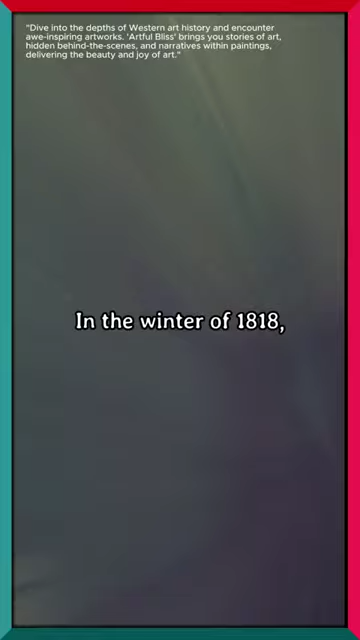 "Dive into the depths of Western art history and encounter
awe-inspiring artworks. 'Artful Bliss' brings you stories of art,
hidden behind-the-scenes, and narratives within paintings,
delivering the beauty and joy of art."
In the winter of 1818,